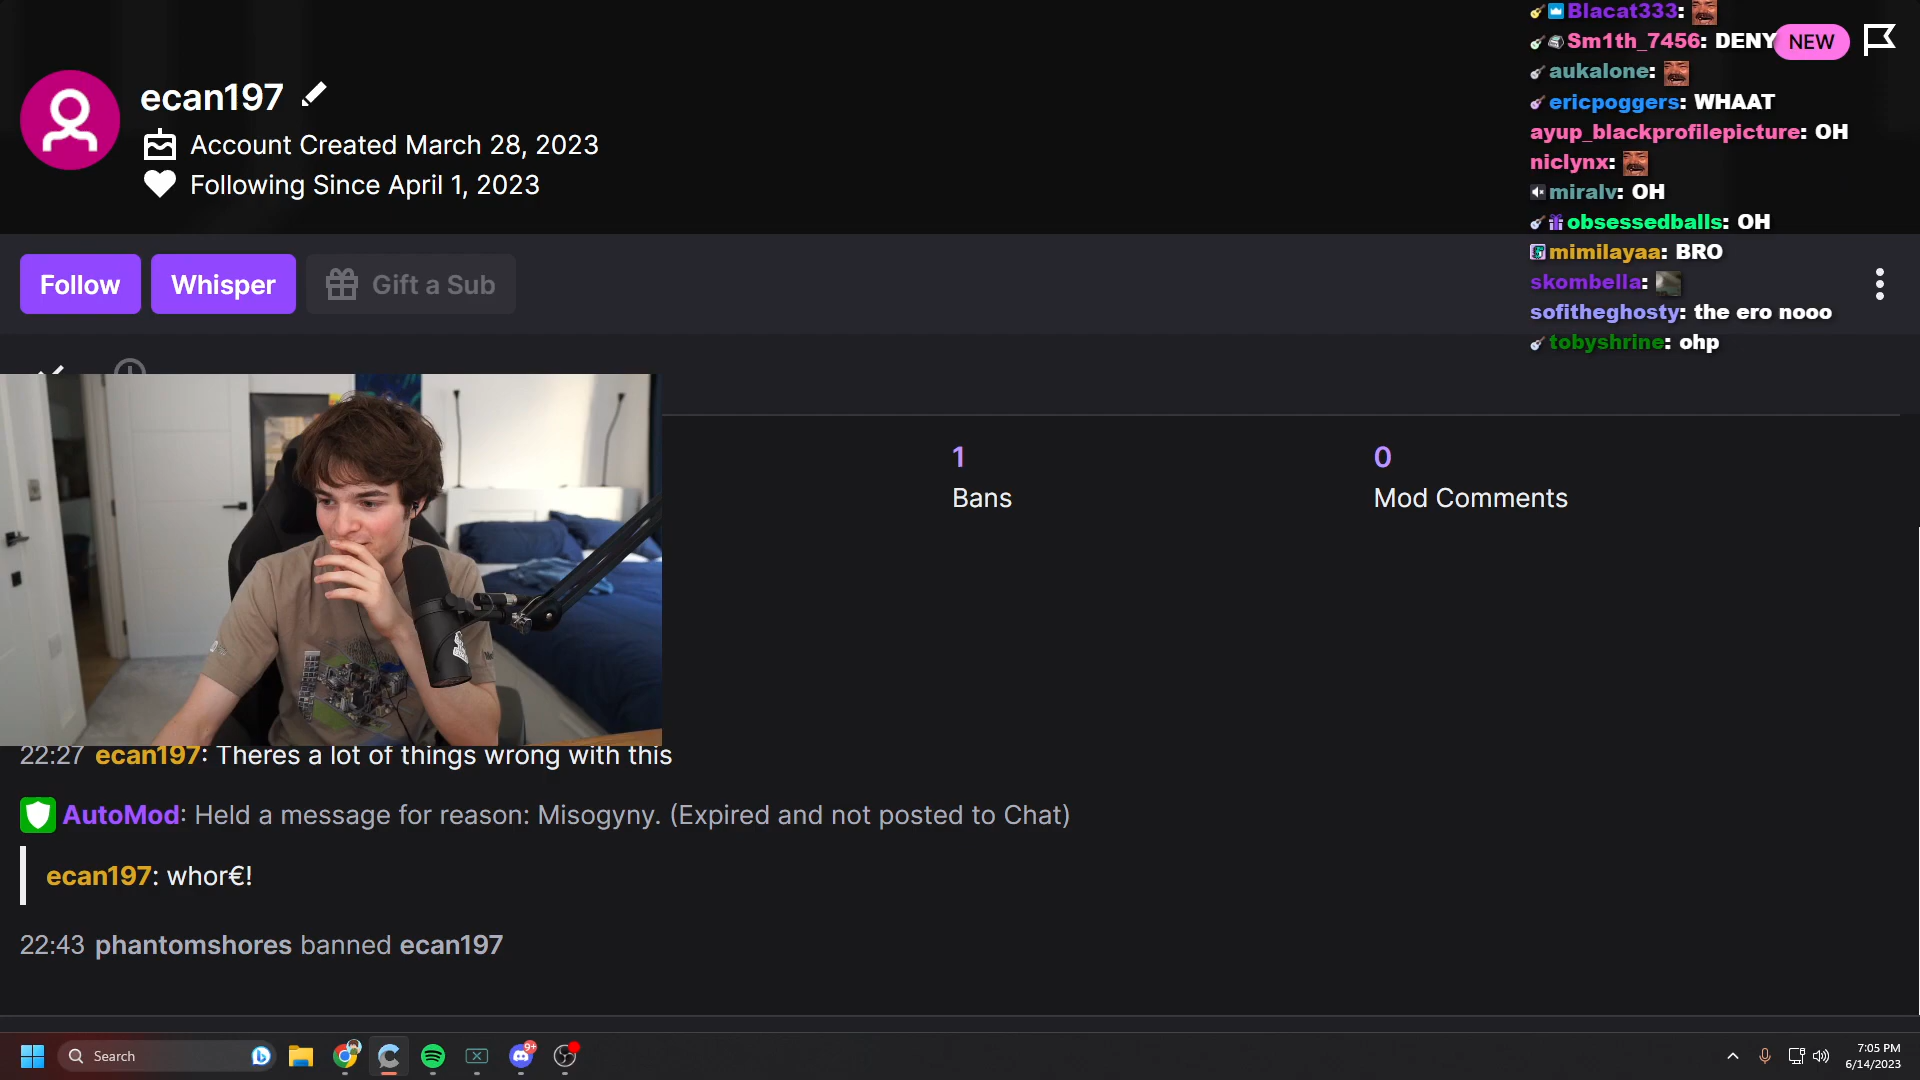 ecan197
Account Created March 28, 2023
Following Since April 1, 2023
Follow
Whisper
Gift a Sub
NEW
Blacat333:
Sm1th_7456: DENY
aukalone:
ericpoggers: WHAAT
ayup_blackprofilepicture: OH
niclynx:
miralv: OH
obsessedballs: OH
mimilayaa: BRO
skombella:
sofitheghosty: the ero nooo
tobyshrine: ohp
1
Bans
0
Mod Comments
22:27 ecan197: Theres a lot of things wrong with this
AutoMod: Held a message for reason: Misogyny. (Expired and not posted to Chat)
ecan197: whor€!
22:43 phantomshores banned ecan197
Search
9+
7:05 PM
6/14/2023